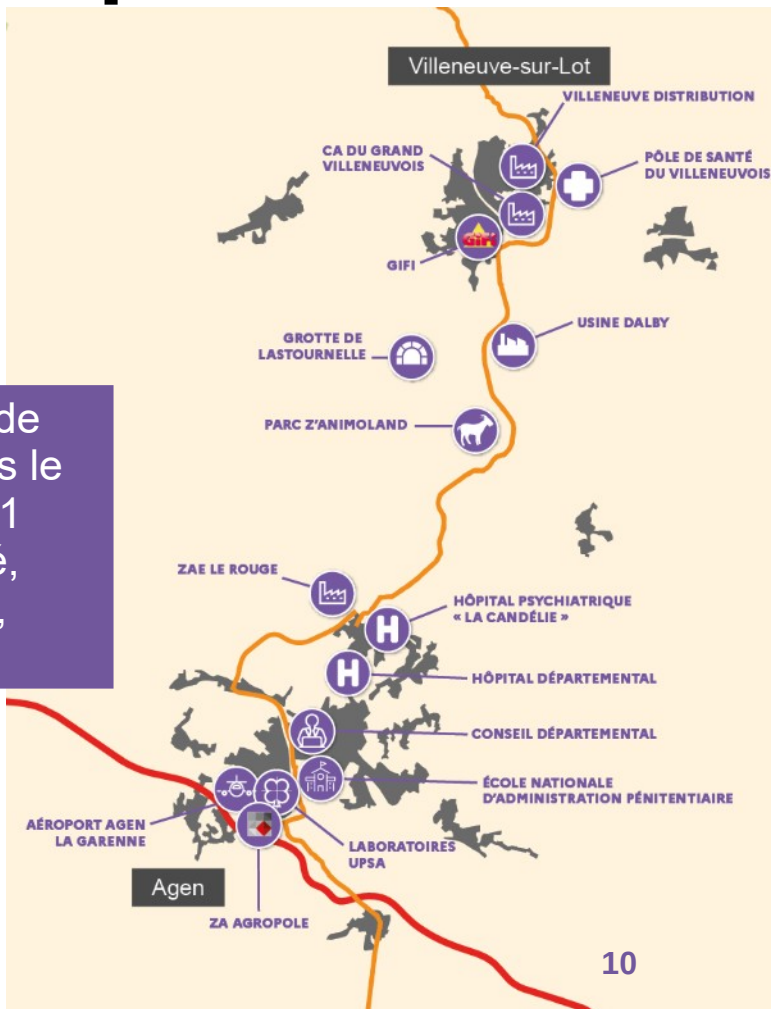 Villeneuve-sur-Lot
VILLENEUVE DISTRIBUTION
CA DU GRAND
VILLENEUVOIS
PÔLE DE SANTÉ
DU VILLENEUVOIS
GiFi
GIFI
USINE DALBY
GROTTE DE
LASTOURNELLE
PARC Z'ANIMOLAND
de
s le
1
é,
,
ZAE LE ROUGE
HÔPITAL PSYCHIATRIQUE
« LA CANDÉLIE »
H
H
HÔPITAL DÉPARTEMENTAL
CONSEIL DÉPARTEMENTAL
ÉCOLE NATIONALE
D'ADMINISTRATION PÉNITENTIAIRE
AÉROPORT AGEN
LA GARENNE
LABORATOIRES
UPSA
Agen
ZA AGROPOLE
10